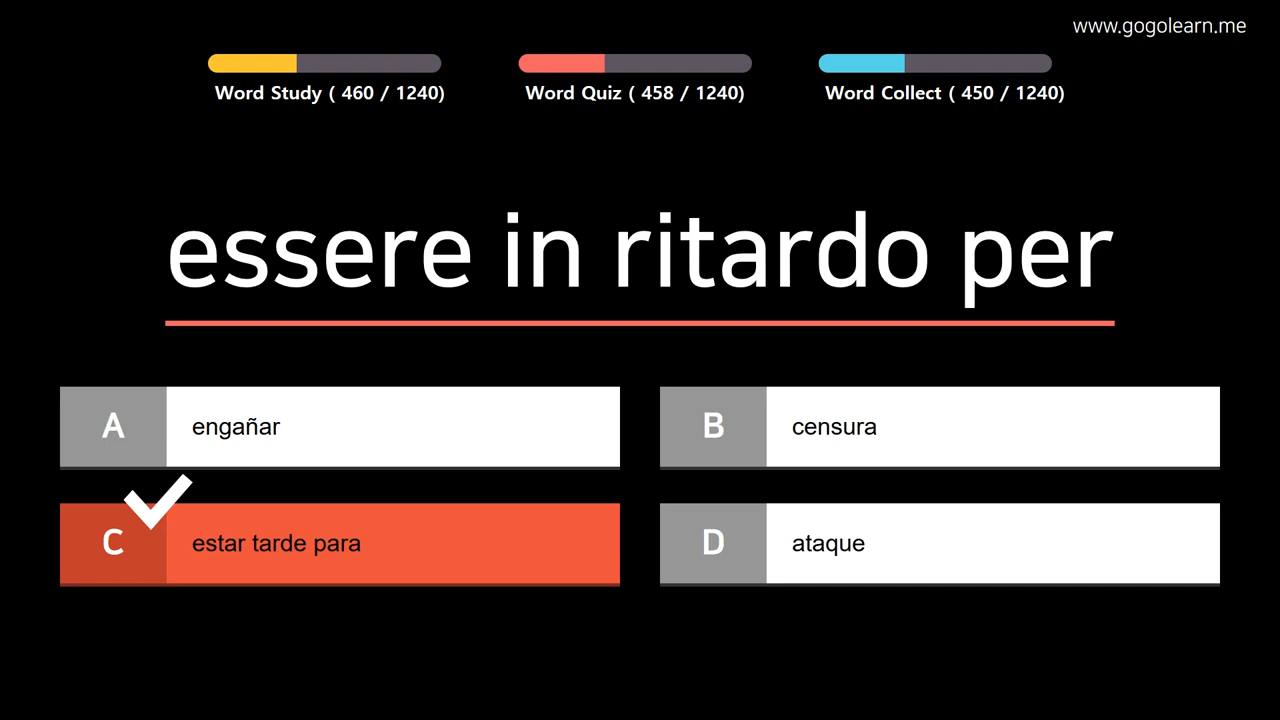 www.gogolearn.me
Word Study ( 460 / 1240)
Word Quiz ( 458 / 1240)
Word Collect ( 450 / 1240)
essere in ritardo per
A engañar
B censura
C estar tarde para
D ataque